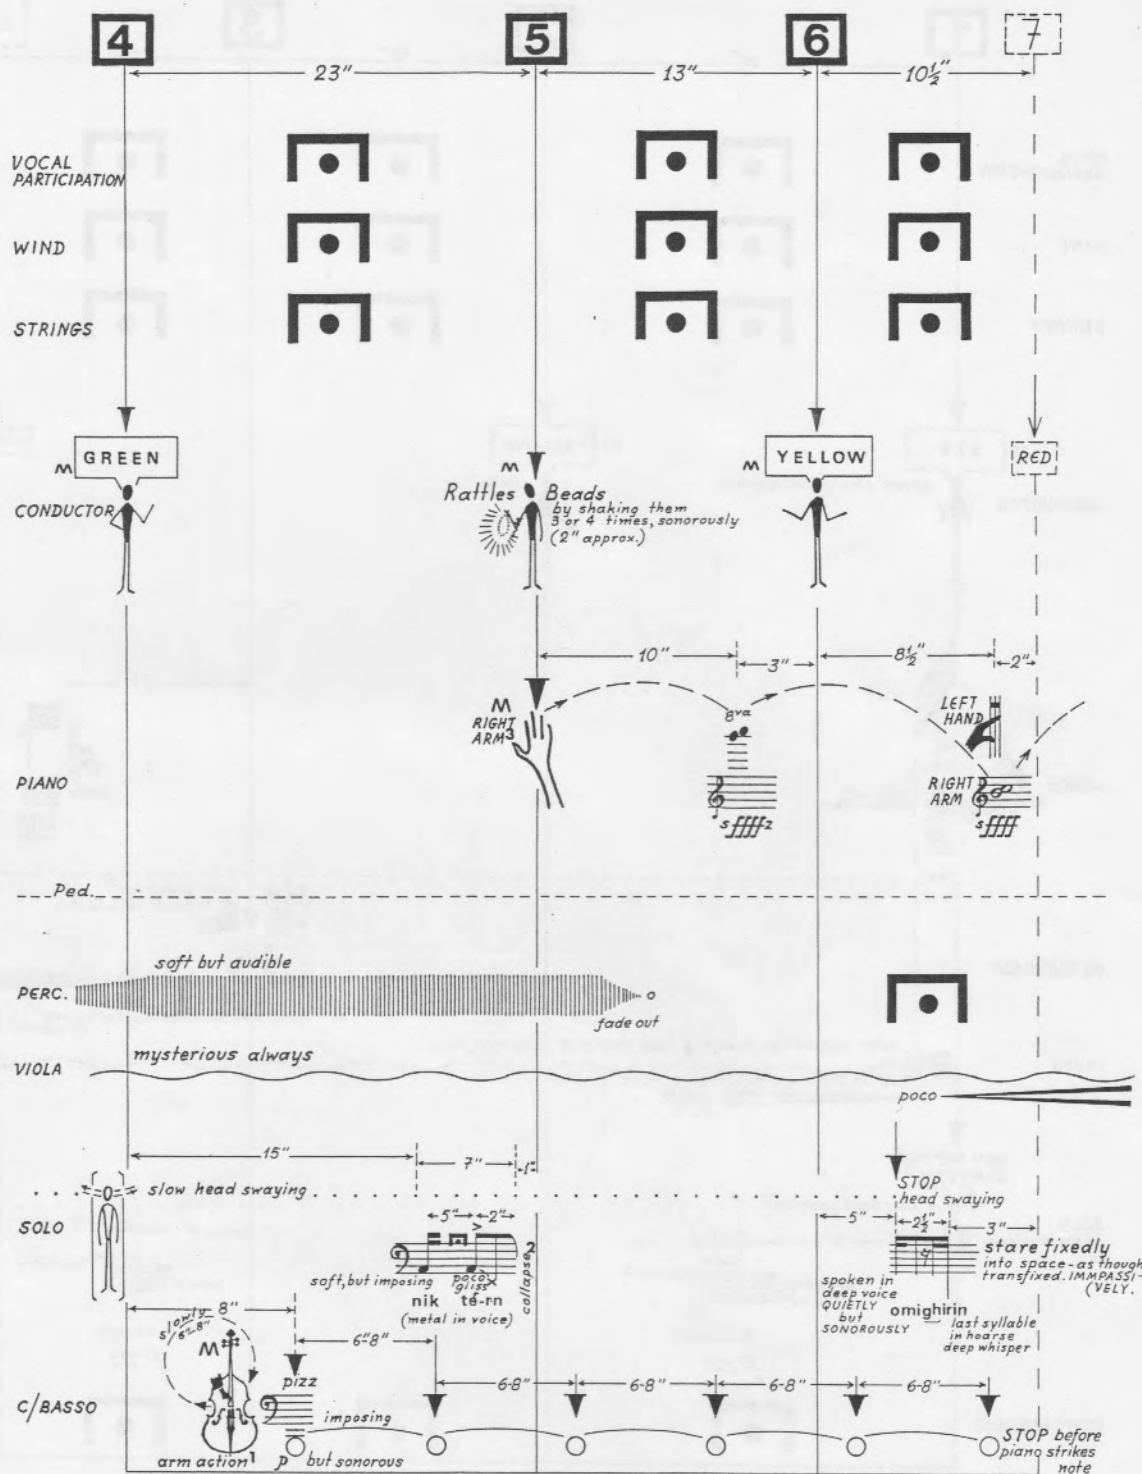 4 5 6 7
23" 13" 10½"
VOCAL
PARTICIPATION
WIND
STRINGS
GREEN YELLOW RED
M M M
CONDUCTOR
Rattles Beads
by shaking them
3 or 4 times, sonorously
(2" approx.)
10" 3" 8½" 2"
M
RIGHT
ARM 3
8va
LEFT
HAND
PIANO
RIGHT
ARM
sffffz sffff
Ped.
soft but audible
PERC.
o
fade out
mysterious always
VIOLA
poco
15" 7" 1"
slow head swaying
STOP
head swaying
SOLO
5" 2" 5" 2½" 3"
2
collapse
soft, but imposing
poco
gliss
nik té-rn
(metal in voice)
stare fixedly
into space - as though
transfixed. IMMPASSI-
(VELY.
spoken in
deep voice
QUIETLY
but
SONOROUSLY
omighirin
last syllable
in hoarse
deep whisper
slowly
6"-8"
8"
6"-8"
M
pizz
6-8" 6-8" 6-8" 6-8"
C/BASSO
imposing
arm action 1
p but sonorous
STOP before
piano strikes
note